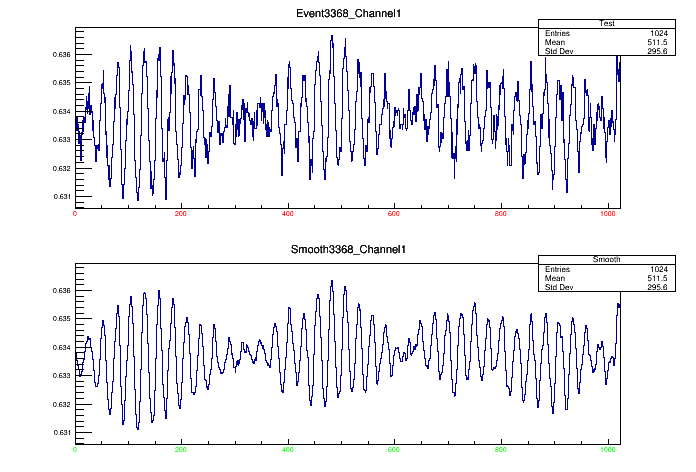 Event3368_Channel1
Test
Entries 1024
Mean 511.5
Std Dev 295.6
0.636
0.635
0.634
0.633
0.632
0.631
0 200 400 600 800 1000
Smooth3368_Channel1
Smooth
Entries 1024
Mean 511.5
Std Dev 295.6
0.636
0.635
0.634
0.633
0.632
0.631
0 200 400 600 800 1000